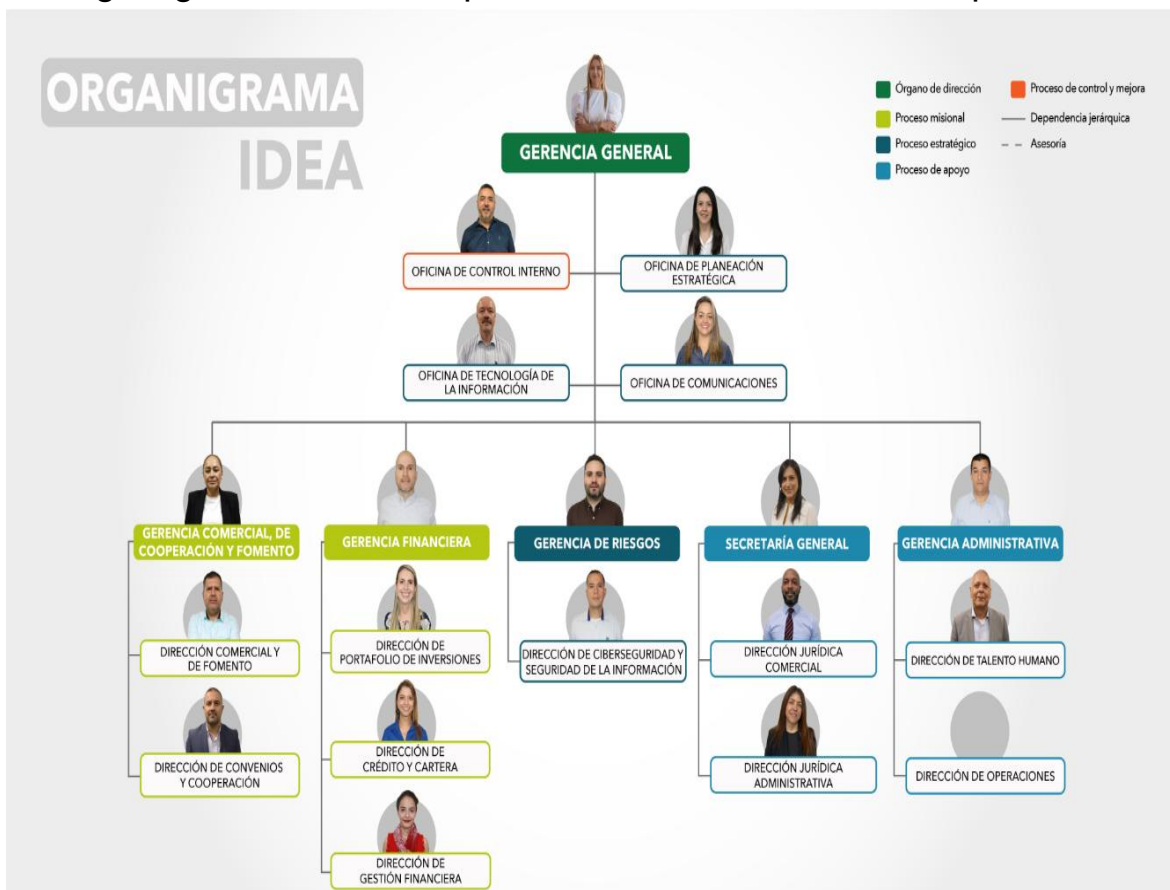 ORGANIGRAMA
IDEA
Órgano de dirección
Proceso misional
Proceso estratégico
Proceso de apoyo
Proceso de control y mejora
Dependencia jerárquica
Asesoría
GERENCIA GENERAL
OFICINA DE CONTROL INTERNO
OFICINA DE PLANEACIÓN
ESTRATÉGICA
OFICINA DE TECNOLOGÍA DE
LA INFORMACIÓN
OFICINA DE COMUNICACIONES
GERENCIA COMERCIAL, DE
COOPERACIÓN Y FOMENTO
DIRECCIÓN COMERCIAL Y
DE FOMENTO
DIRECCIÓN DE CONVENIOS
Y COOPERACIÓN
GERENCIA FINANCIERA
DIRECCIÓN DE
PORTAFOLIO DE INVERSIONES
DIRECCIÓN DE
CRÉDITO Y CARTERA
DIRECCIÓN DE
GESTIÓN FINANCIERA
GERENCIA DE RIESGOS
DIRECCIÓN DE CIBERSEGURIDAD Y
SEGURIDAD DE LA INFORMACIÓN
SECRETARÍA GENERAL
DIRECCIÓN JURÍDICA
COMERCIAL
DIRECCIÓN JURÍDICA
ADMINISTRATIVA
GERENCIA ADMINISTRATIVA
DIRECCIÓN DE TALENTO HUMANO
DIRECCIÓN DE OPERACIONES